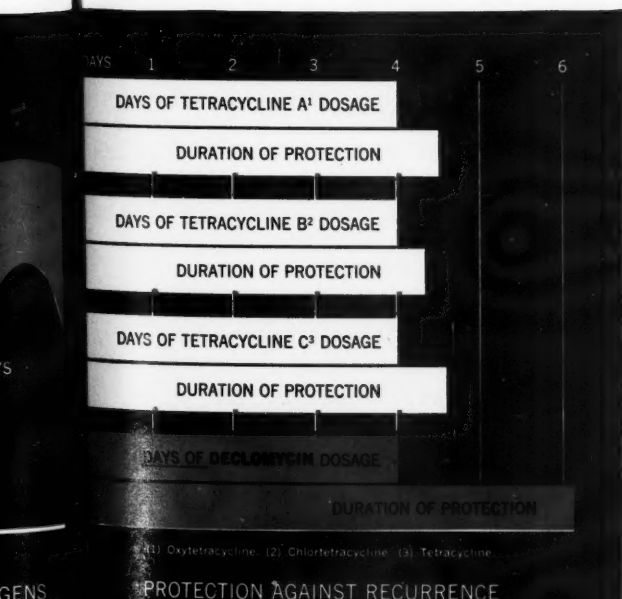 DAYS 1 2 3 4 5 6
DAYS OF TETRACYCLINE A¹ DOSAGE
DURATION OF PROTECTION
DAYS OF TETRACYCLINE B² DOSAGE
DURATION OF PROTECTION
DAYS OF TETRACYCLINE C³ DOSAGE
DURATION OF PROTECTION
DAYS OF DECLOMYCIN DOSAGE
DURATION OF PROTECTION
(1) Oxytetracycline. (2) Chlortetracycline. (3) Tetracycline.
PROTECTION AGAINST RECURRENCE